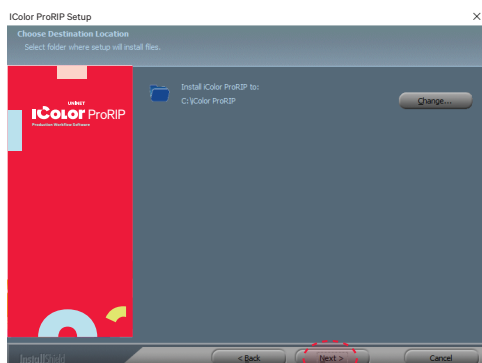 IColor ProRIP Setup
Choose Destination Location
Select folder where setup will install files.
UNINET
IColor ProRIP
Production Workflow Software
Install IColor ProRIP to:
C:\IColor ProRIP
Change...
InstallShield
< Back
Next >
Cancel